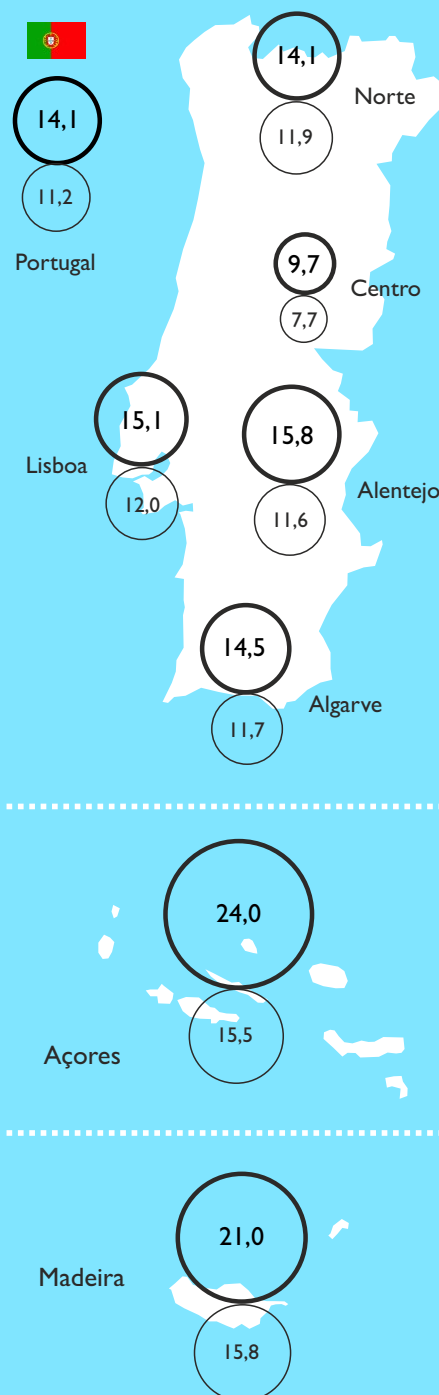 14,1
11,2
Portugal
14,1
11,9
Norte
9,7
7,7
Centro
15,1
12,0
Lisboa
15,8
11,6
Alentejo
14,5
11,7
Algarve
24,0
15,5
Açores
21,0
15,8
Madeira